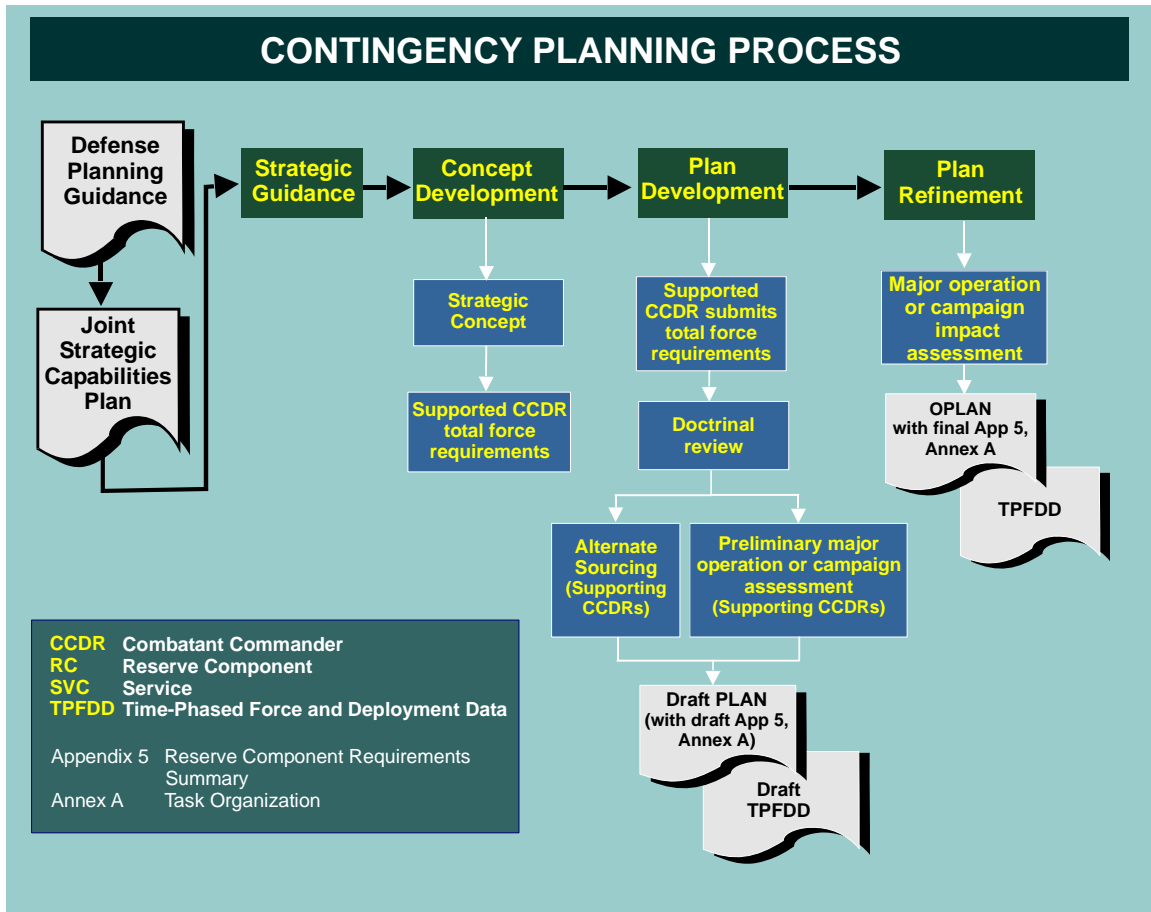 CONTINGENCY PLANNING PROCESS
Defense
Planning
Guidance
Joint
Strategic
Capabilities
Plan
Strategic
Guidance
Concept
Development
Plan
Development
Plan
Refinement
Strategic
Concept
Supported CCDR
total force
requirements
Supported
CCDR submits
total force
requirements
Doctrinal
review
Alternate
Sourcing
(Supporting
CCDRs)
Preliminary major
operation or campaign
assessment
(Supporting CCDRs)
Draft PLAN
(with draft App 5,
Annex A)
Draft
TPFDD
Major operation
or campaign
impact
assessment
OPLAN
with final App 5,
Annex A
TPFDD
CCDR Combatant Commander
RC Reserve Component
SVC Service
TPFDD Time-Phased Force and Deployment Data
Appendix 5 Reserve Component Requirements
Summary
Annex A Task Organization